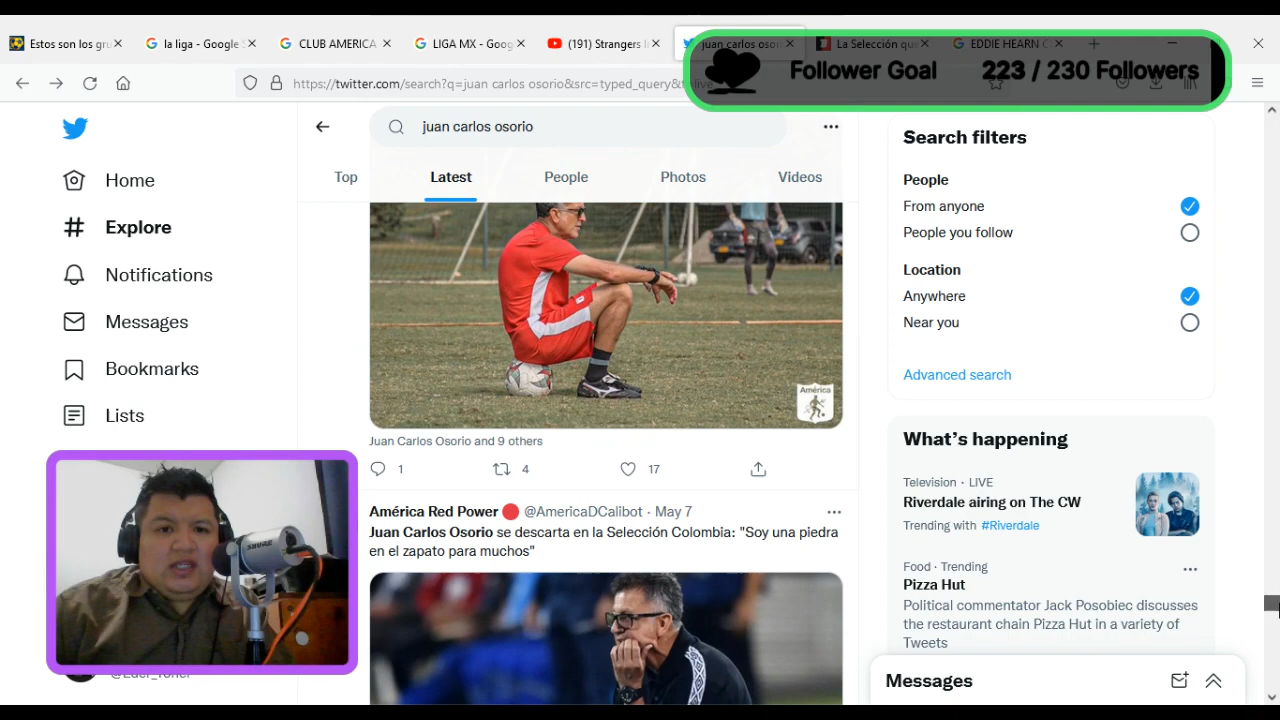 Estos son los gru
la liga - Google S
CLUB AMERICA
LIGA MX - Goog
(191) Strangers I
juan carlos oso
La Selección qu
EDDIE HEARN C
Follower Goal 223 / 230 Followers
https://twitter.com/search?q=juan carlos osorio&src=typed_query&f=live
juan carlos osorio
Top Latest People Photos Videos
Home
Explore
Notifications
Messages
Bookmarks
Lists
América
Juan Carlos Osorio and 9 others
1 4 17
América Red Power @AmericaDCalibot · May 7
Juan Carlos Osorio se descarta en la Selección Colombia: "Soy una piedra
en el zapato para muchos"
SHURE
Search filters
People
From anyone
People you follow
Location
Anywhere
Near you
Advanced search
What’s happening
Television · LIVE
Riverdale airing on The CW
Trending with #Riverdale
Food · Trending
Pizza Hut
Political commentator Jack Posobiec discusses
the restaurant chain Pizza Hut in a variety of
Tweets
Messages